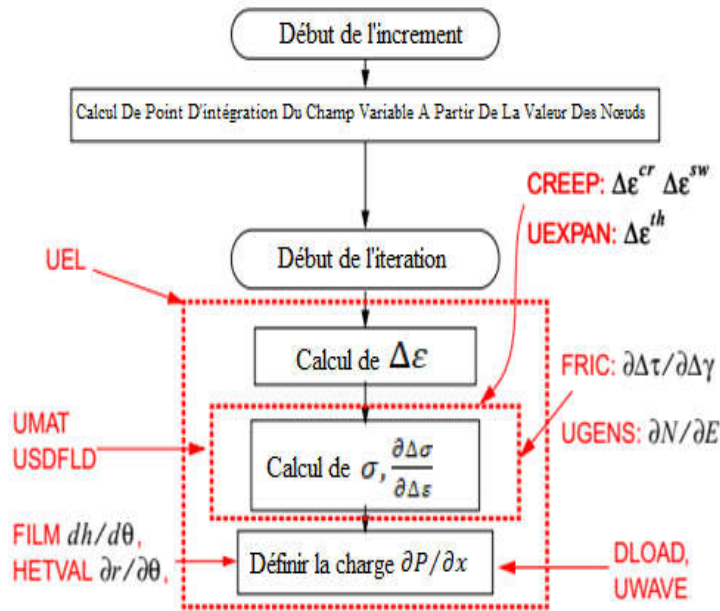 Début de l'increment
Calcul De Point D'intégration Du Champ Variable A Partir De La Valeur Des Nœuds
CREEP: Δε^cr Δε^sw
UEXPAN: Δε^th
UEL
Début de l'iteration
Calcul de Δε
FRIC: ∂Δτ/∂Δγ
UGENS: ∂N/∂E
UMAT
USDFLD
Calcul de σ, ∂Δσ/∂Δε
FILM dh/dθ,
HETVAL ∂r/∂θ,
Définir la charge ∂P/∂x
DLOAD,
UWAVE